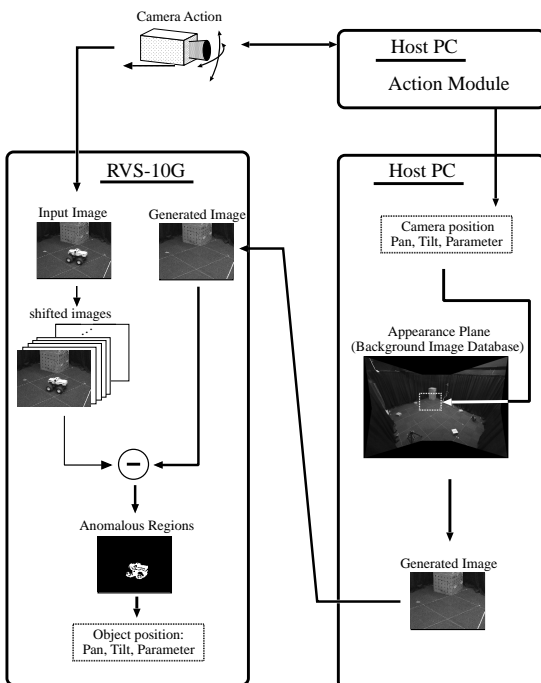 Camera Action
Host PC
Action Module
RVS-10G
Host PC
Input Image
Generated Image
Camera position
Pan, Tilt, Parameter
shifted images
Appearance Plane
(Background Image Database)
Anomalous Regions
Generated Image
Object position:
Pan, Tilt, Parameter